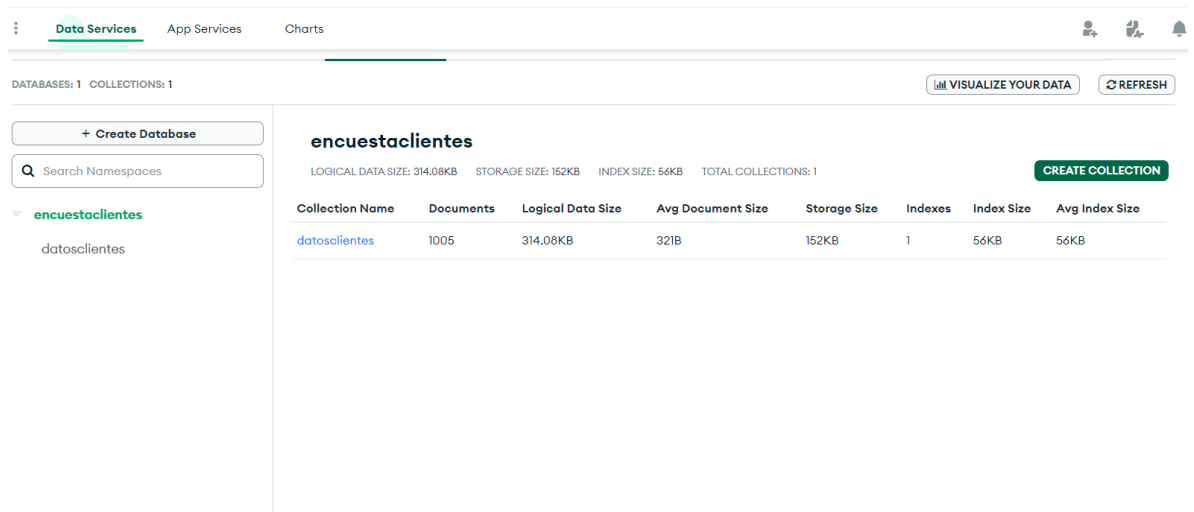 Data Services App Services Charts
DATABASES: 1 COLLECTIONS: 1
VISUALIZE YOUR DATA
REFRESH
+ Create Database
Search Namespaces
encuestaclientes
datosclientes
encuestaclientes
LOGICAL DATA SIZE: 314.08KB STORAGE SIZE: 152KB INDEX SIZE: 56KB TOTAL COLLECTIONS: 1
CREATE COLLECTION
Collection Name Documents Logical Data Size Avg Document Size Storage Size Indexes Index Size Avg Index Size
datosclientes 1005 314.08KB 321B 152KB 1 56KB 56KB